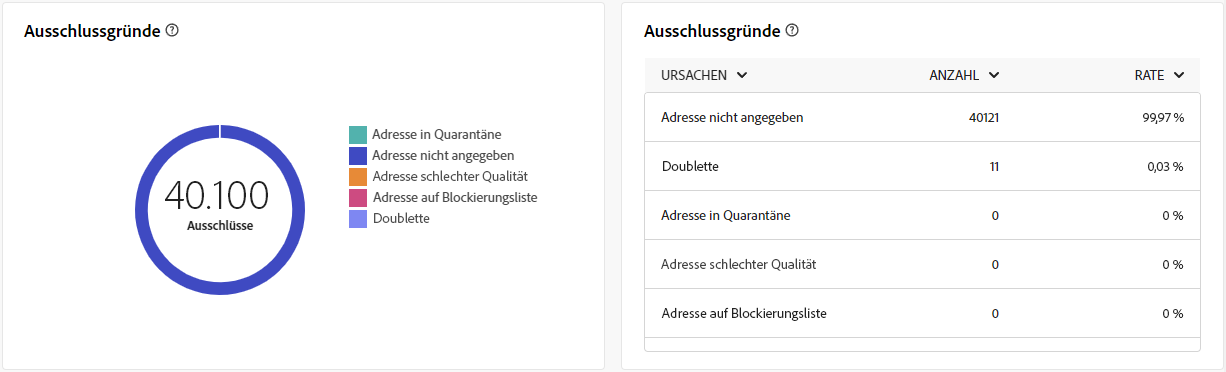 Ausschlussgründe
40.100
Ausschlüsse
Adresse in Quarantäne
Adresse nicht angegeben
Adresse schlechter Qualität
Adresse auf Blockierungsliste
Doublette
Ausschlussgründe
URSACHEN ANZAHL RATE
Adresse nicht angegeben 40121 99,97 %
Doublette 11 0,03 %
Adresse in Quarantäne 0 0 %
Adresse schlechter Qualität 0 0 %
Adresse auf Blockierungsliste 0 0 %